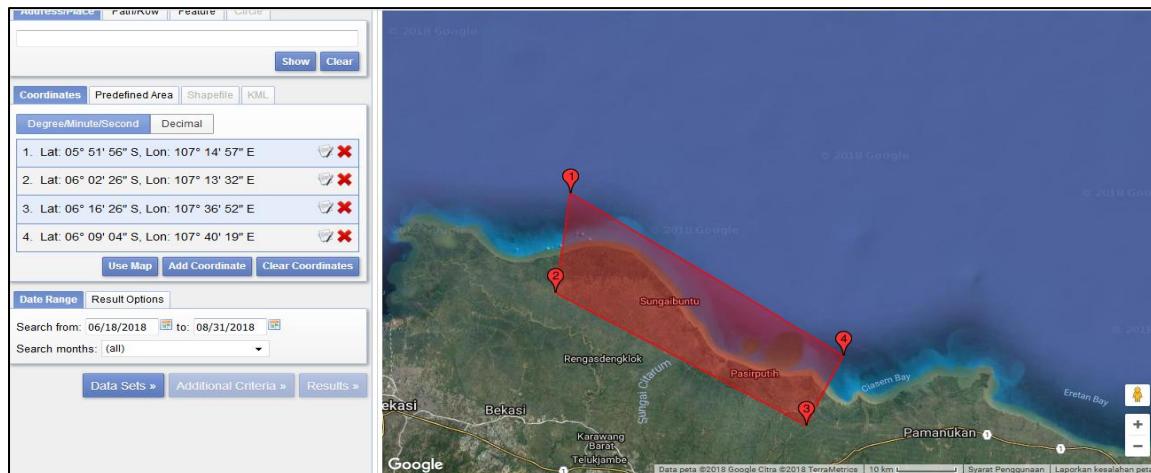 Address/Place Path/Row Feature Circle
Show Clear
Coordinates Predefined Area Shapefile KML
Degree/Minute/Second Decimal
1. Lat: 05° 51' 56" S, Lon: 107° 14' 57" E
2. Lat: 06° 02' 26" S, Lon: 107° 13' 32" E
3. Lat: 06° 16' 26" S, Lon: 107° 36' 52" E
4. Lat: 06° 09' 04" S, Lon: 107° 40' 19" E
Use Map Add Coordinate Clear Coordinates
Date Range Result Options
Search from: 06/18/2018 to: 08/31/2018
Search months: (all)
Data Sets » Additional Criteria » Results »
© 2018 Google
© 2018 Google
1
2
Sungaibuntu
4
Rengasdengklok
Pasirputih
Sungai Citarum
Ciasem Bay
Eretan Bay
3
ekasi
Bekasi
Karawang
Barat
Telukjambe
Pamanukan
1
1
+
−
Google
Data peta ©2018 Google Citra ©2018 TerraMetrics 10 km Syarat Penggunaan Laporkan kesalahan peta